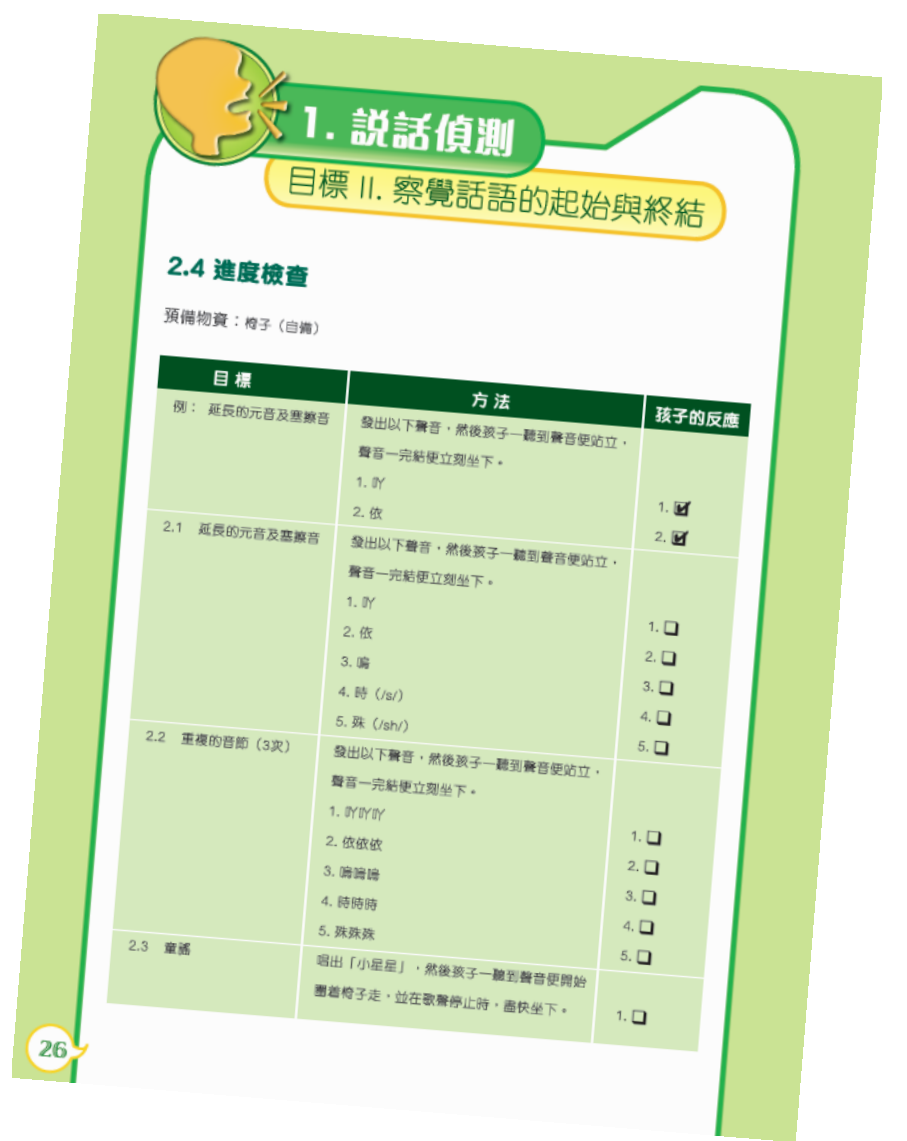 1. 説話偵測
目標 II. 察覺話語的起始與終結
2.4 進度檢查
預備物資：椅子（自備）
目 標
方 法
孩子的反應
例： 延長的元音及塞擦音
發出以下聲音，然後孩子一聽到聲音便站立，
聲音一完結便立刻坐下。
1. 吖
2. 依
1. ☑
2. ☑
2.1 延長的元音及塞擦音
發出以下聲音，然後孩子一聽到聲音便站立，
聲音一完結便立刻坐下。
1. 吖
2. 依
3. 嗚
4. 時（/s/）
5. 殊（/sh/）
1. ❑
2. ❑
3. ❑
4. ❑
5. ❑
2.2 重複的音節（3次）
發出以下聲音，然後孩子一聽到聲音便站立，
聲音一完結便立刻坐下。
1. 吖吖吖
2. 依依依
3. 嗚嗚嗚
4. 時時時
5. 殊殊殊
1. ❑
2. ❑
3. ❑
4. ❑
5. ❑
2.3 童謠
唱出「小星星」，然後孩子一聽到聲音更開始
圍着椅子走，並在歌聲停止時，盡快坐下。
1. ❑
26